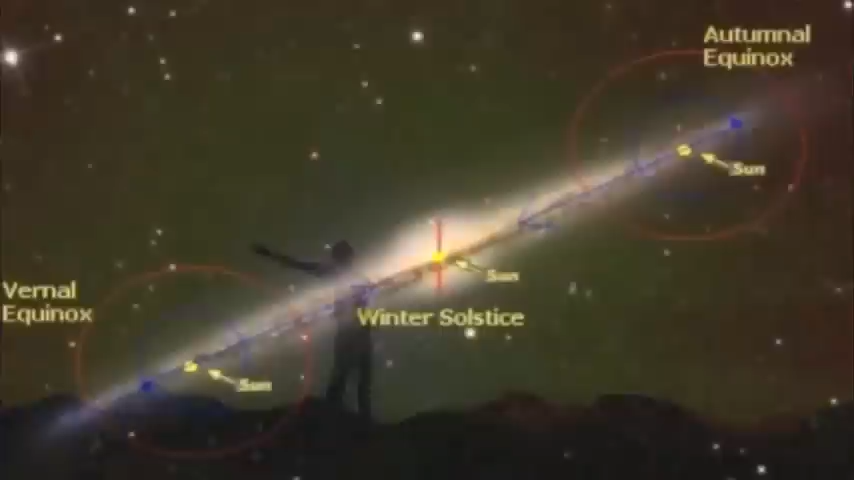 Autumnal
Equinox
Sun
Sun
Vernal
Equinox
Winter Solstice
Sun